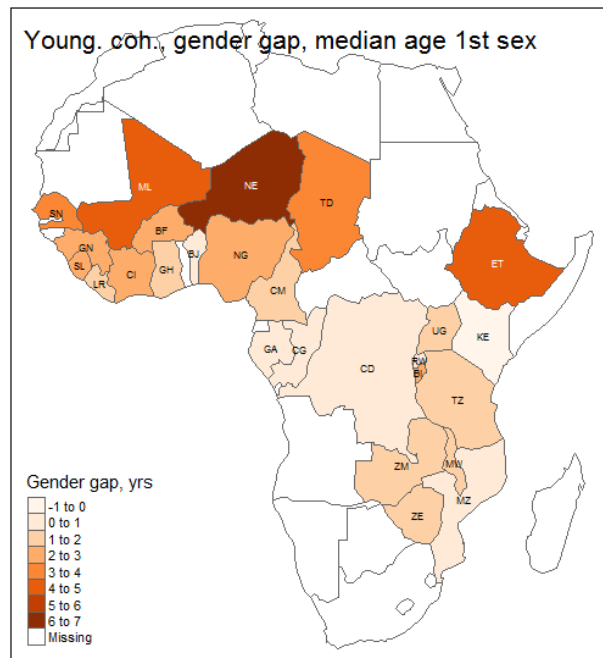 Young. coh., gender gap, median age 1st sex
ML
NE
TD
SN
BF
GN
BJ
NG
ET
SL
CI
GH
LR
CM
UG
KE
GA
CG
CD
RW
BI
TZ
ZM
MW
MZ
ZE
Gender gap, yrs
-1 to 0
0 to 1
1 to 2
2 to 3
3 to 4
4 to 5
5 to 6
6 to 7
Missing